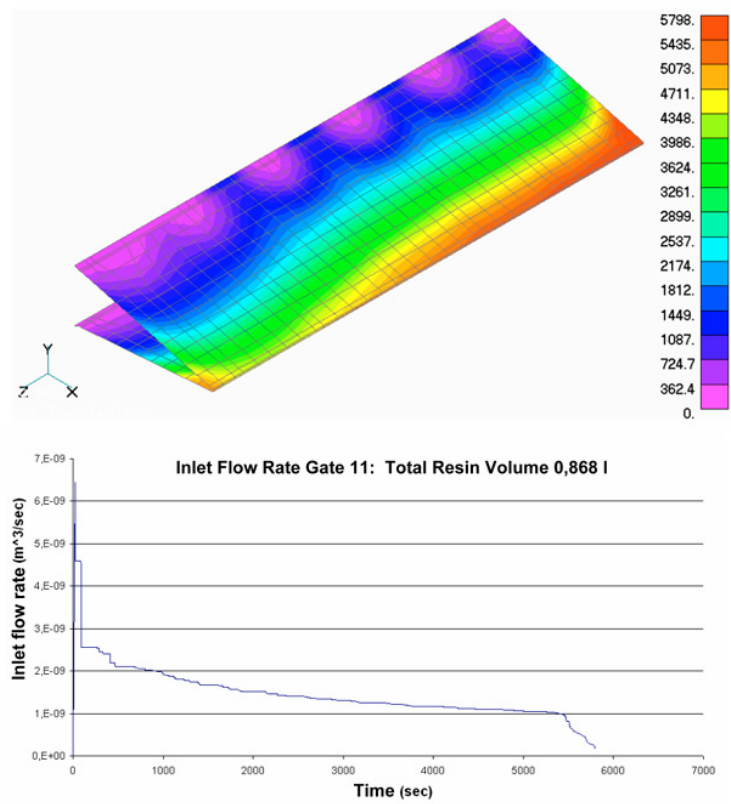 5798.
5435.
5073.
4711.
4348.
3986.
3624.
3261.
2899.
2537.
2174.
1812.
1449.
1087.
724.7
362.4
0.
Y
Z X
Inlet Flow Rate Gate 11: Total Resin Volume 0,868 l
7,E-09
6,E-09
5,E-09
4,E-09
3,E-09
2,E-09
1,E-09
0,E+00
Inlet flow rate (m^3/sec)
0 1000 2000 3000 4000 5000 6000 7000
Time (sec)